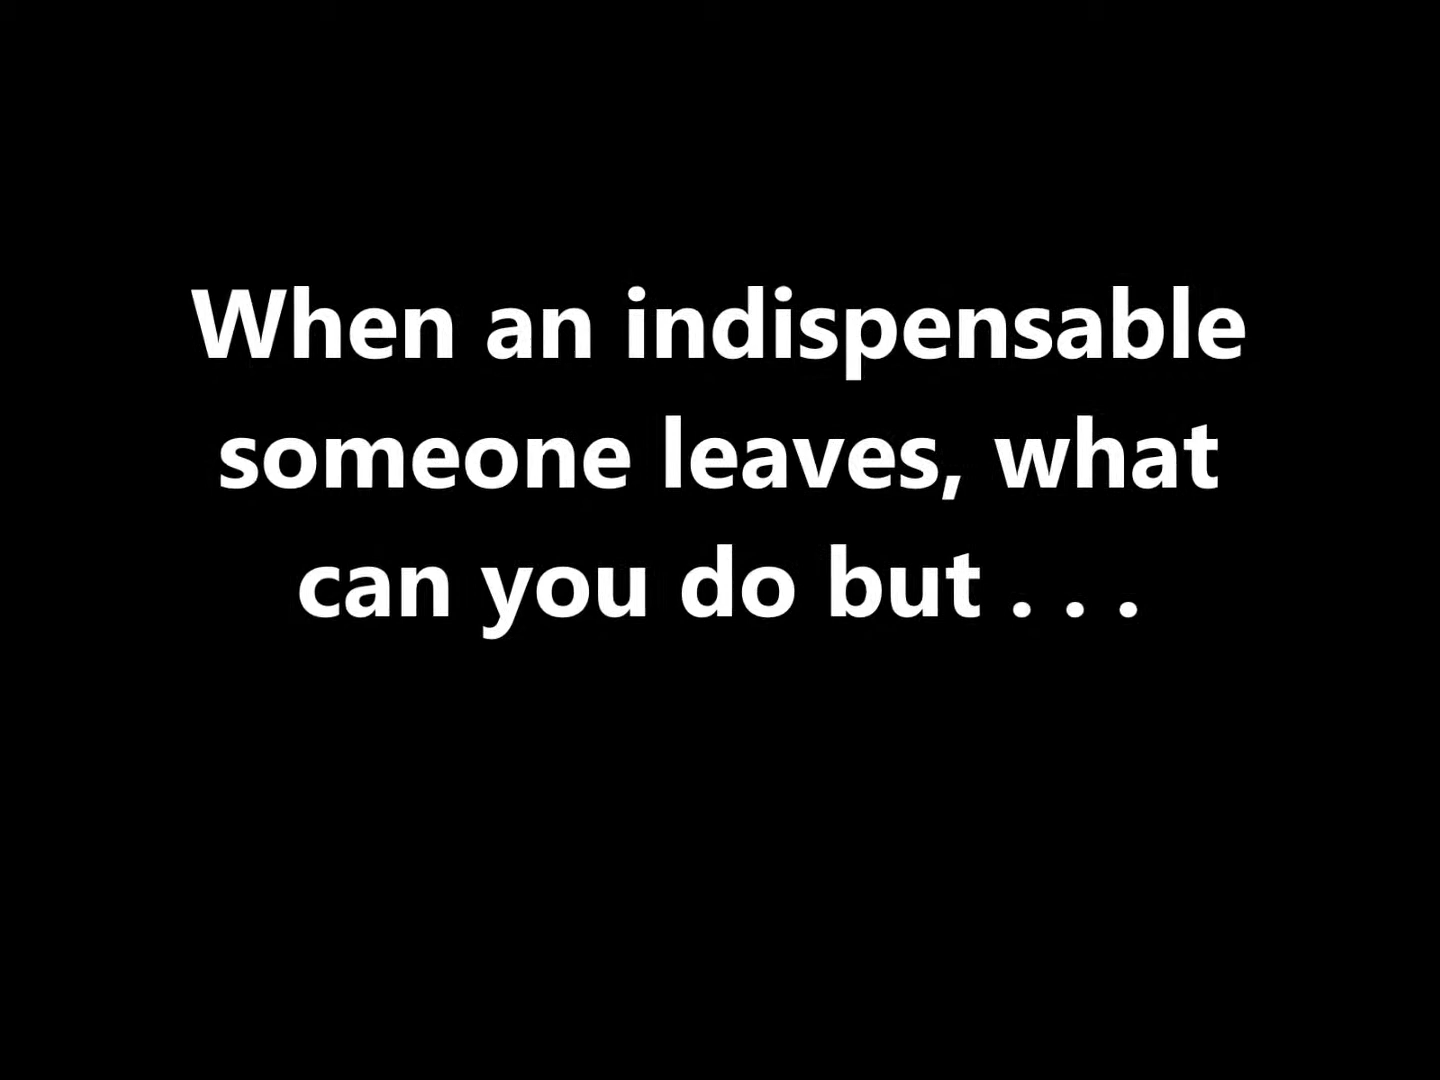 When an indispensable
someone leaves, what
can you do but . . .